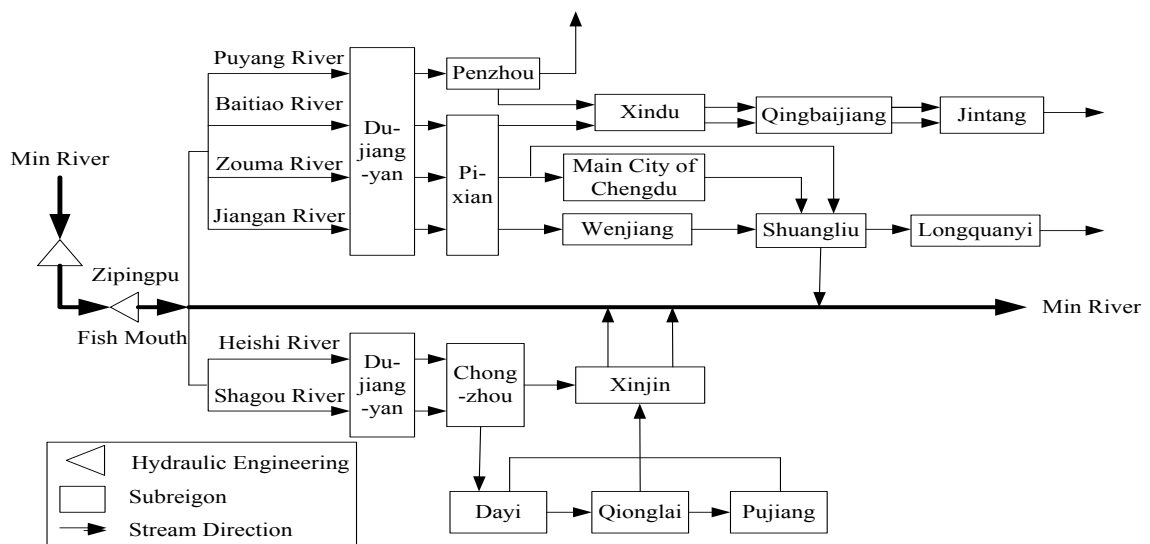 Puyang River
Baitiao River
Zouma River
Jiangan River
Min River
Zipingpu
Fish Mouth
Du-
jiang
-yan
Penzhou
Xindu
Qingbaijiang
Jintang
Pi-
xian
Main City of
Chengdu
Wenjiang
Shuangliu
Longquanyi
Min River
Heishi River
Shagou River
Du-
jiang
-yan
Chong
-zhou
Xinjin
Dayi
Qionglai
Pujiang
Hydraulic Engineering
Subreigon
Stream Direction